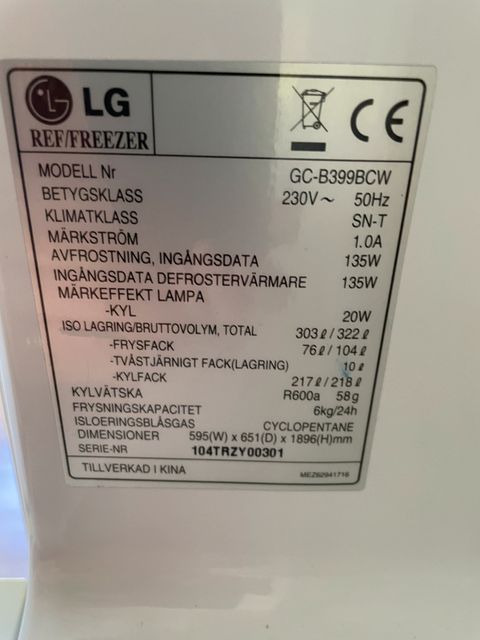 LG
REF/FREEZER
MODELL Nr GC-B399BCW
BETYGSKLASS 230V~ 50Hz
KLIMATKLASS SN-T
MÄRKSTRÖM 1.0A
AVFROSTNING, INGÅNGSDATA 135W
INGÅNGSDATA DEFROSTERVÄRMARE 135W
MÄRKEFFEKT LAMPA
-KYL 20W
ISO LAGRING/BRUTTOVOLYM, TOTAL 303ℓ/322ℓ
-FRYSFACK 76ℓ/104ℓ
-TVÅSTJÄRNIGT FACK(LAGRING) 10ℓ
-KYLFACK 217ℓ/218ℓ
KYLVÄTSKA R600a 58g
FRYSNINGSKAPACITET 6kg/24h
ISLOERINGSBLÅSGAS CYCLOPENTANE
DIMENSIONER 595(W) x 651(D) x 1896(H)mm
SERIE-NR 104TRZY00301
TILLVERKAD I KINA MEZ62941716